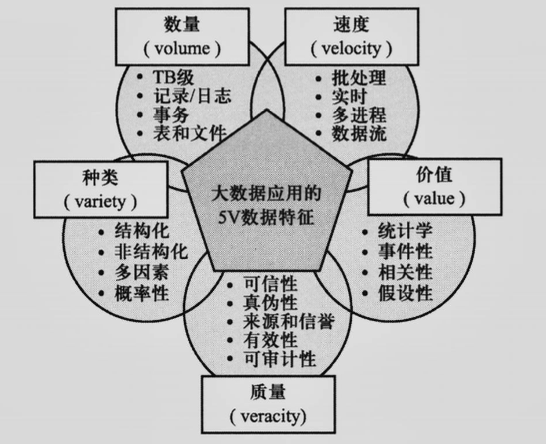 数量
( volume )
• TB级
• 记录/日志
• 事务
• 表和文件
速度
( velocity )
• 批处理
• 实时
• 多进程
• 数据流
种类
( variety )
• 结构化
• 非结构化
• 多因素
• 概率性
大数据应用的
5V数据特征
价值
( value )
• 统计学
• 事件性
• 相关性
• 假设性
• 可信性
• 真伪性
• 来源和信誉
• 有效性
• 可审计性
质量
( veracity)